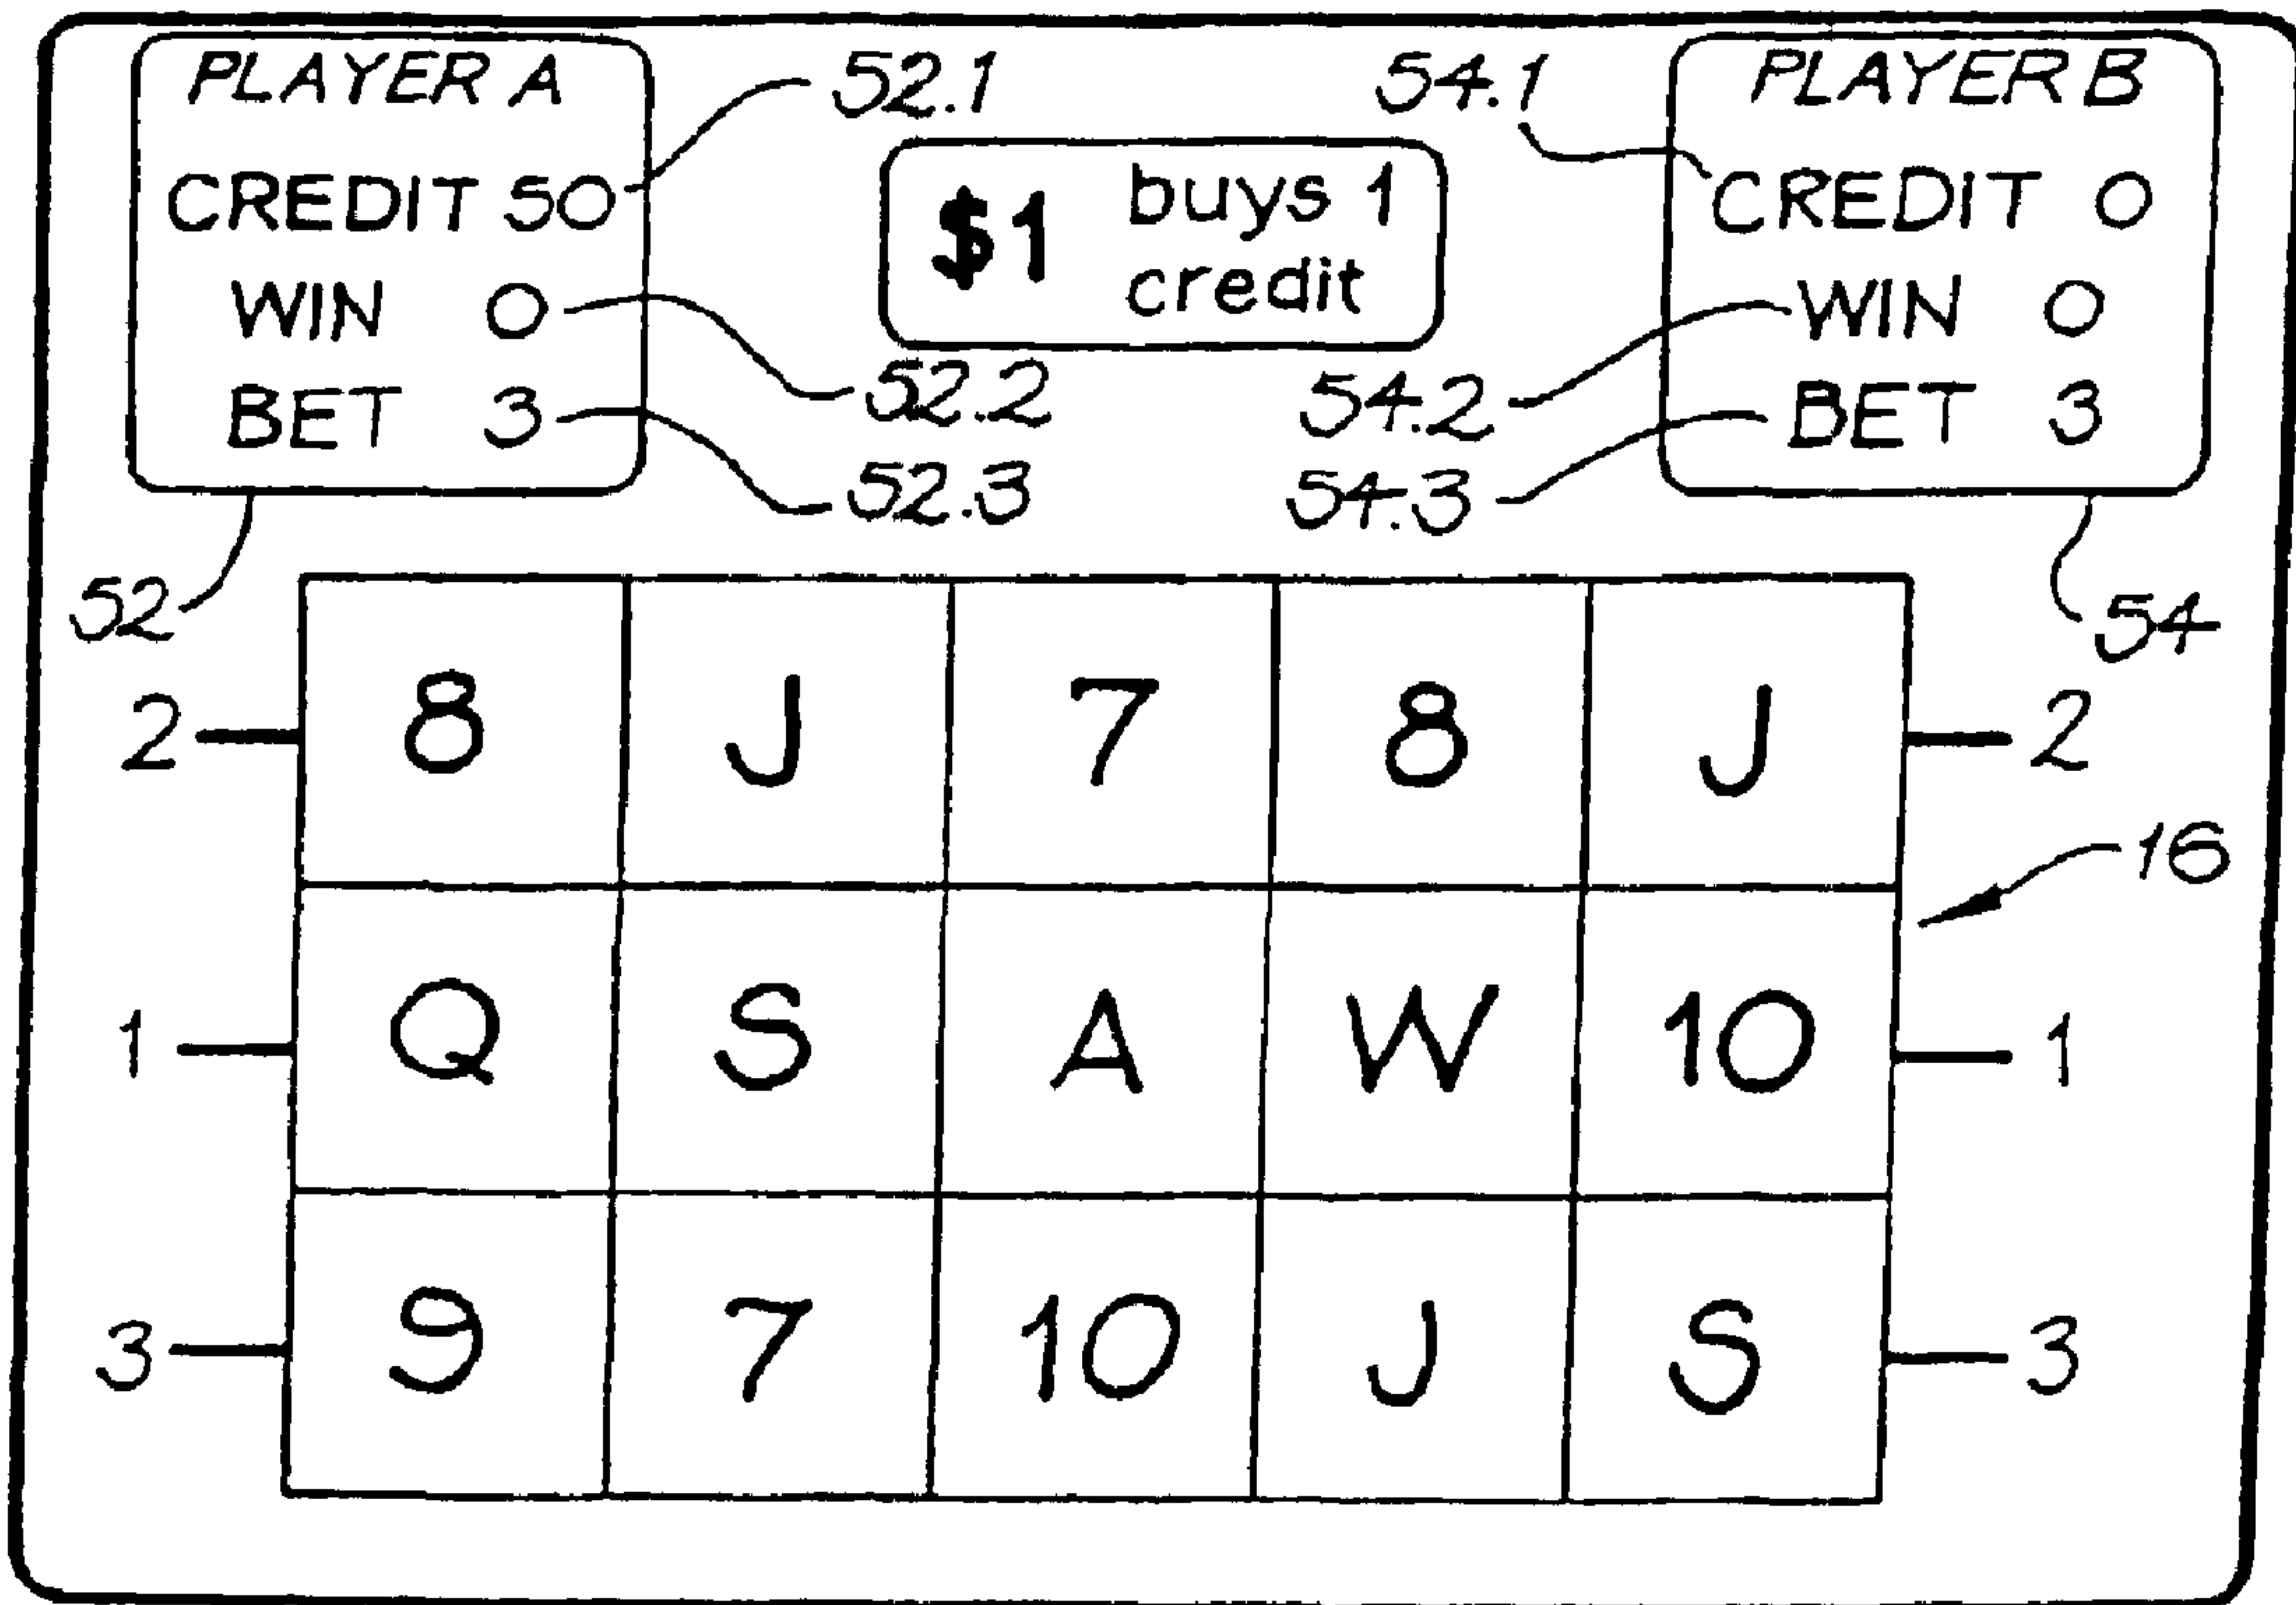 PLAYER A 52.1 54.1 PLAYER B
CREDIT 50 $1 buys 1 CREDIT 0
credit
WIN 0 WIN 0
52.2 54.2
BET 3 BET 3
52.3 54.3
52 54
2 8 J 7 8 J 2
16
1 Q S A W 10 1
3 9 7 10 J S 3